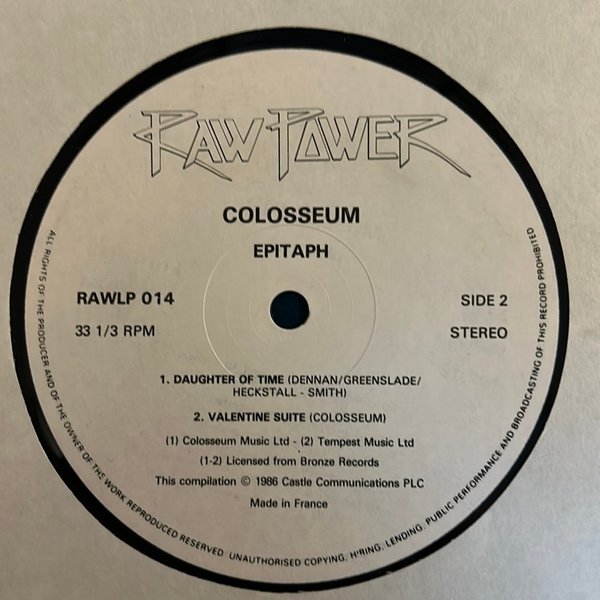 RAW POWER
COLOSSEUM
EPITAPH
RAWLP 014
SIDE 2
33 1/3 RPM
STEREO
1. DAUGHTER OF TIME (DENNAN/GREENSLADE/
HECKSTALL - SMITH)
2. VALENTINE SUITE (COLOSSEUM)
(1) Colosseum Music Ltd - (2) Tempest Music Ltd
(1-2) Licensed from Bronze Records
This compilation © 1986 Castle Communications PLC
Made in France
ALL RIGHTS OF THE PRODUCER AND OF THE OWNER OF THE WORK REPRODUCED RESERVED. UNAUTHORISED COPYING, HIRING, LENDING, PUBLIC PERFORMANCE AND BROADCASTING OF THIS RECORD PROHIBITED